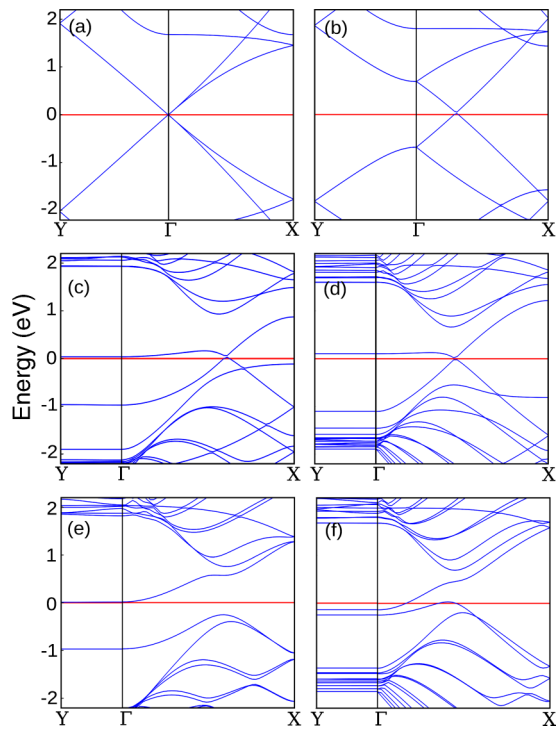 (a) (b)
2
1
0
-1
-2
Y Γ X Y Γ X
(c) (d)
2
1
0
-1
-2
Y Γ X Y Γ X
Energy (eV)
(e) (f)
2
1
0
-1
-2
Y Γ X Y Γ X